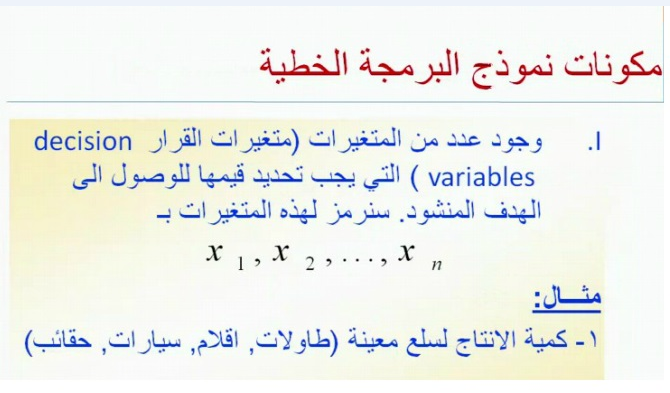 مكونات نموذج البرمجة الخطية
I. وجود عدد من المتغيرات (متغيرات القرار decision
variables ) التي يجب تحديد قيمها للوصول الى
الهدف المنشود. سنرمز لهذه المتغيرات بـ
x 1 , x 2 , . . . , x n
مثــال:
١- كمية الانتاج لسلع معينة (طاولات, اقلام, سيارات, حقائب)